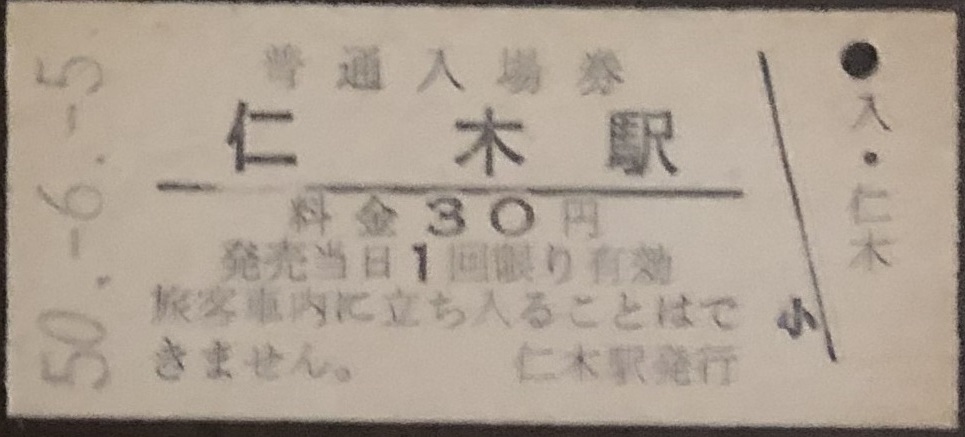 50.-6.-5
普通入場券
仁木駅
料金30円
発売当日1回限り有効
旅客車内に立ち入ることはで
きません。 仁木駅発行
小
●入・仁木